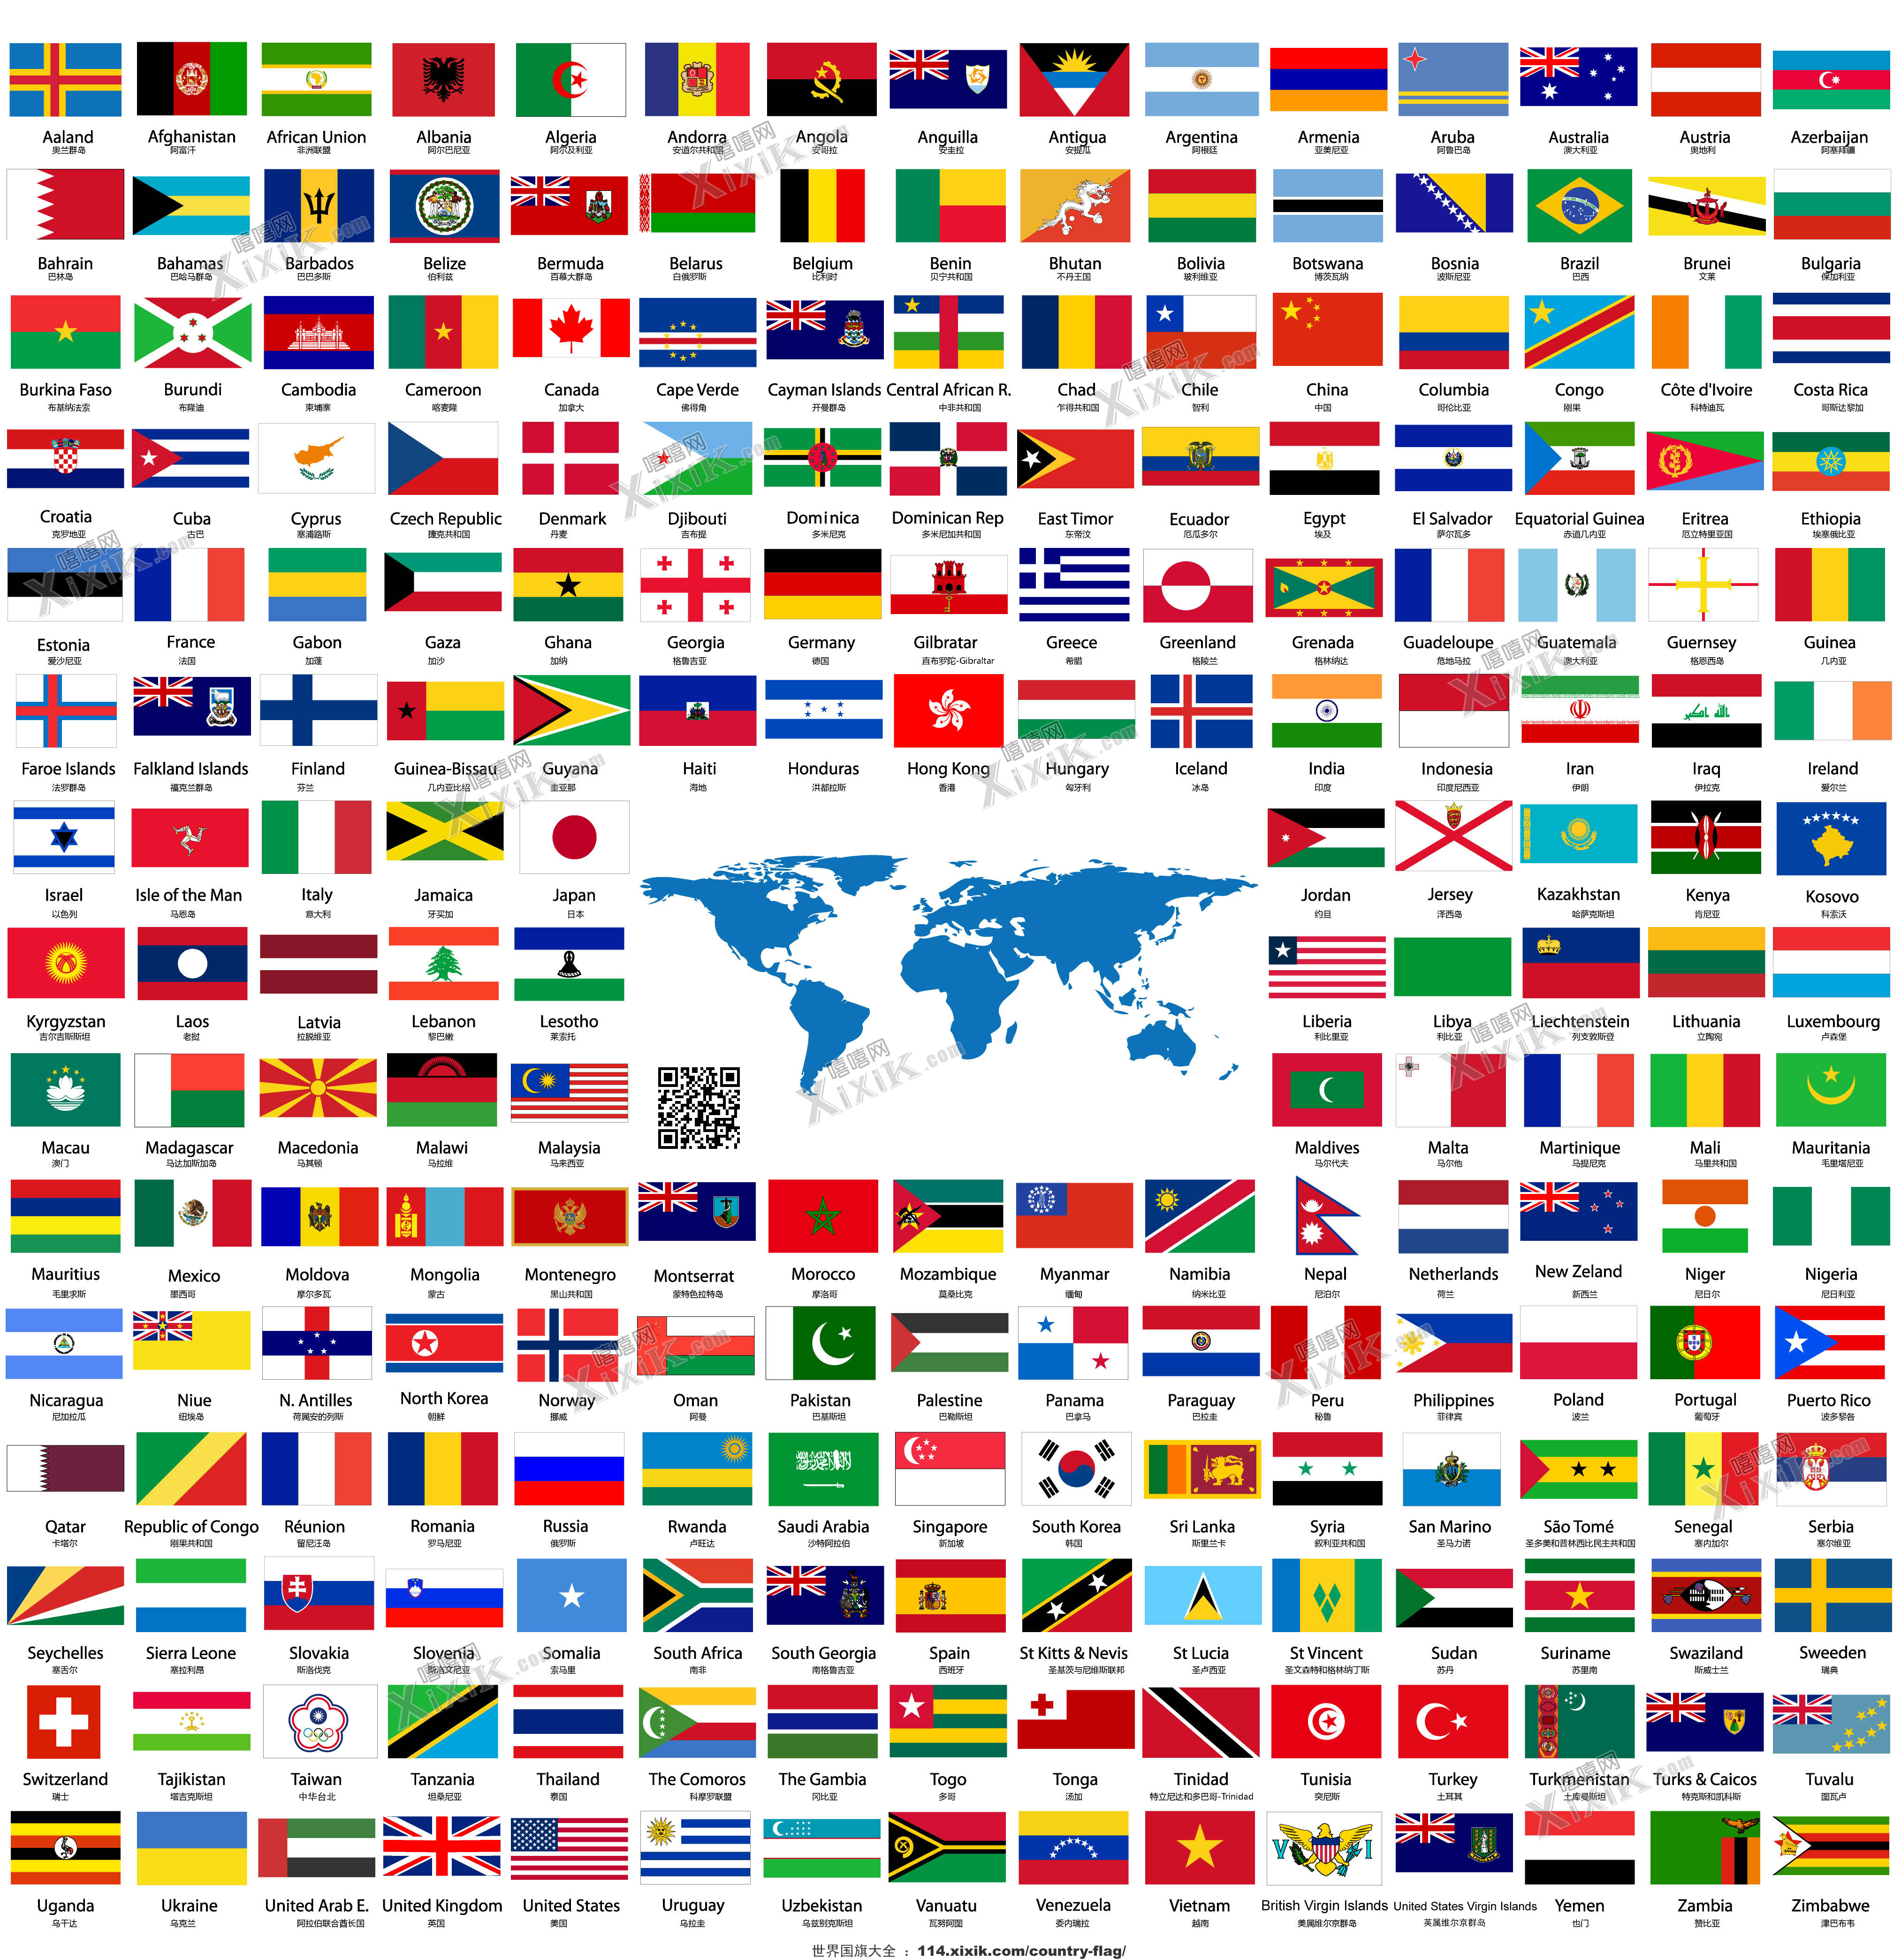 Aaland Afghanistan African Union Albania Algeria Andorra Angola Anguilla Antigua Argentina Armenia Aruba Australia Austria Azerbaijan
奥兰群岛 阿富汗 非洲联盟 阿尔巴尼亚 阿尔及利亚 安道尔共和国 安哥拉 安圭拉 安提瓜 阿根廷 亚美尼亚 阿鲁巴岛 澳大利亚 奥地利 阿塞拜疆
Bahrain Bahamas Barbados Belize Bermuda Belarus Belgium Benin Bhutan Bolivia Botswana Bosnia Brazil Brunei Bulgaria
巴林岛 巴哈马群岛 巴巴多斯 伯利兹 百慕大群岛 白俄罗斯 比利时 贝宁共和国 不丹王国 玻利维亚 博茨瓦纳 波斯尼亚 巴西 文莱 保加利亚
Burkina Faso Burundi Cambodia Cameroon Canada Cape Verde Cayman Islands Central African R. Chad Chile China Columbia Congo Côte d'Ivoire Costa Rica
布基纳法索 布隆迪 柬埔寨 喀麦隆 加拿大 佛得角 开曼群岛 中非共和国 乍得共和国 智利 中国 哥伦比亚 刚果 科特迪瓦 哥斯达黎加
Croatia Cuba Cyprus Czech Republic Denmark Djibouti Dominica Dominican Rep East Timor Ecuador Egypt El Salvador Equatorial Guinea Eritrea Ethiopia
克罗地亚 古巴 塞浦路斯 捷克共和国 丹麦 吉布提 多米尼克 多米尼加共和国 东帝汶 厄瓜多尔 埃及 萨尔瓦多 赤道几内亚 厄立特里亚国 埃塞俄比亚
Estonia France Gabon Gaza Ghana Georgia Germany Gilbratar Greece Greenland Grenada Guadeloupe Guatemala Guernsey Guinea
爱沙尼亚 法国 加蓬 加沙 加纳 格鲁吉亚 德国 直布罗陀-Gibraltar 希腊 格陵兰 格林纳达 危地马拉 澳大利亚 格恩西岛 几内亚
Faroe Islands Falkland Islands Finland Guinea-Bissau Guyana Haiti Honduras Hong Kong Hungary Iceland India Indonesia Iran Iraq Ireland
法罗群岛 福克兰群岛 芬兰 几内亚比绍 圭亚那 海地 洪都拉斯 香港 匈牙利 冰岛 印度 印度尼西亚 伊朗 伊拉克 爱尔兰
Israel Isle of the Man Italy Jamaica Japan Jordan Jersey Kazakhstan Kenya Kosovo
以色列 马恩岛 意大利 牙买加 日本 约旦 泽西岛 哈萨克斯坦 肯尼亚 科索沃
Kyrgyzstan Laos Latvia Lebanon Lesotho Liberia Libya Liechtenstein Lithuania Luxembourg
吉尔吉斯斯坦 老挝 拉脱维亚 黎巴嫩 莱索托 利比里亚 利比亚 列支敦斯登 立陶宛 卢森堡
Macau Madagascar Macedonia Malawi Malaysia Maldives Malta Martinique Mali Mauritania
澳门 马达加斯加岛 马其顿 马拉维 马来西亚 马尔代夫 马尔他 马提尼克 马里共和国 毛里塔尼亚
Mauritius Mexico Moldova Mongolia Montenegro Montserrat Morocco Mozambique Myanmar Namibia Nepal Netherlands New Zeland Niger Nigeria
毛里求斯 墨西哥 摩尔多瓦 蒙古 黑山共和国 蒙特色拉特岛 摩洛哥 莫桑比克 缅甸 纳米比亚 尼泊尔 荷兰 新西兰 尼日尔 尼日利亚
Nicaragua Niue N. Antilles North Korea Norway Oman Pakistan Palestine Panama Paraguay Peru Philippines Poland Portugal Puerto Rico
尼加拉瓜 纽埃岛 荷属安的列斯 朝鲜 挪威 阿曼 巴基斯坦 巴勒斯坦 巴拿马 巴拉圭 秘鲁 菲律宾 波兰 葡萄牙 波多黎各
Qatar Republic of Congo Réunion Romania Russia Rwanda Saudi Arabia Singapore South Korea Sri Lanka Syria San Marino São Tomé Senegal Serbia
卡塔尔 刚果共和国 留尼汪岛 罗马尼亚 俄罗斯 卢旺达 沙特阿拉伯 新加坡 韩国 斯里兰卡 叙利亚共和国 圣马力诺 圣多美和普林西比民主共和国 塞内加尔 塞尔维亚
Seychelles Sierra Leone Slovakia Slovenia Somalia South Africa South Georgia Spain St Kitts & Nevis St Lucia St Vincent Sudan Suriname Swaziland Sweeden
塞舌尔 塞拉利昂 斯洛伐克 斯洛文尼亚 索马里 南非 南格鲁吉亚 西班牙 圣基茨与尼维斯联邦 圣卢西亚 圣文森特和格林纳丁斯 苏丹 苏里南 斯威士兰 瑞典
Switzerland Tajikistan Taiwan Tanzania Thailand The Comoros The Gambia Togo Tonga Tinidad Tunisia Turkey Turkmenistan Turks & Caicos Tuvalu
瑞士 塔吉克斯坦 中华台北 坦桑尼亚 泰国 科摩罗联盟 冈比亚 多哥 汤加 特立尼达和多巴哥-Trinidad 突尼斯 土耳其 土库曼斯坦 特克斯和凯科斯 图瓦卢
Uganda Ukraine United Arab E. United Kingdom United States Uruguay Uzbekistan Vanuatu Venezuela Vietnam British Virgin Islands United States Virgin Islands Yemen Zambia Zimbabwe
乌干达 乌克兰 阿拉伯联合酋长国 英国 美国 乌拉圭 乌兹别克斯坦 瓦努阿图 委内瑞拉 越南 美属维尔京群岛 英属维尔京群岛 也门 赞比亚 津巴布韦
世界国旗大全 ：114.xixik.com/country-flag/